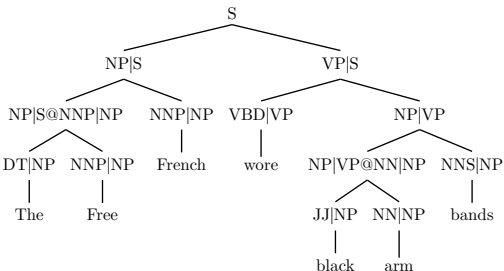 S
NP|S VP|S
NP|S@NNP|NP NNP|NP VBD|VP NP|VP
DT|NP NNP|NP French wore NP|VP@NN|NP NNS|NP
The Free JJ|NP NN|NP bands
black arm